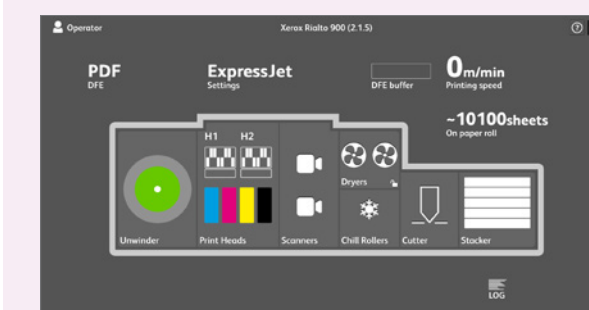 Operator
Xerox Rialto 900 (2.1.5)
?
PDF
DFE
ExpressJet
Settings
DFE buffer
0m/min
Printing speed
~10100sheets
On paper roll
H1 H2
Dryers
Unwinder
Print Heads
Scanners
Chill Rollers
Cutter
Stacker
LOG